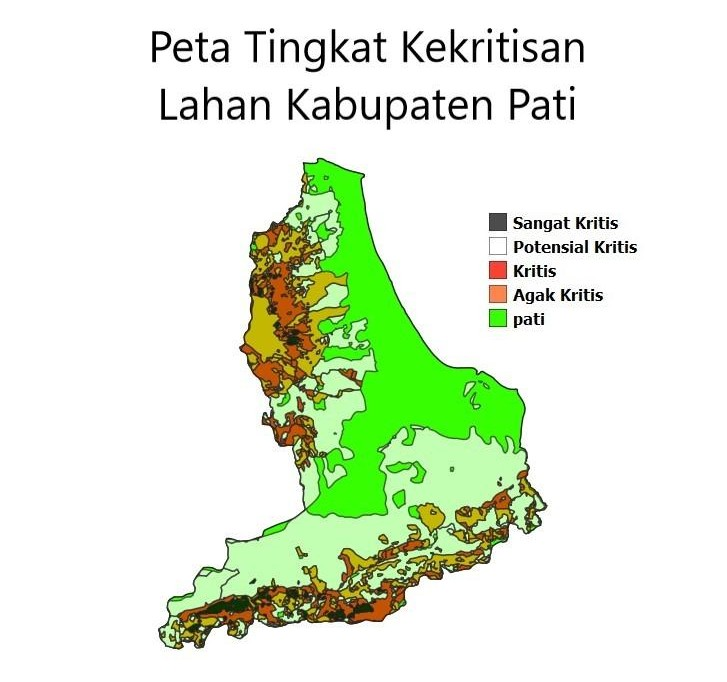 Peta Tingkat Kekritisan
Lahan Kabupaten Pati
Sangat Kritis
Potensial Kritis
Kritis
Agak Kritis
pati